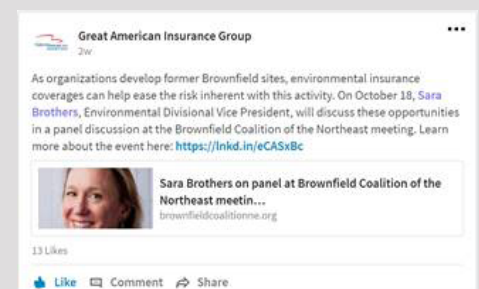 Great American Insurance Group
2w
As organizations develop former Brownfield sites, environmental insurance
coverages can help ease the risk inherent with this activity. On October 18, Sara
Brothers, Environmental Divisional Vice President, will discuss these opportunities
in a panel discussion at the Brownfield Coalition of the Northeast meeting. Learn
more about the event here: https://lnkd.in/eCASxBc
Sara Brothers on panel at Brownfield Coalition of the
Northeast meetin...
brownfieldcoalitionne.org
13 Likes
Like Comment Share